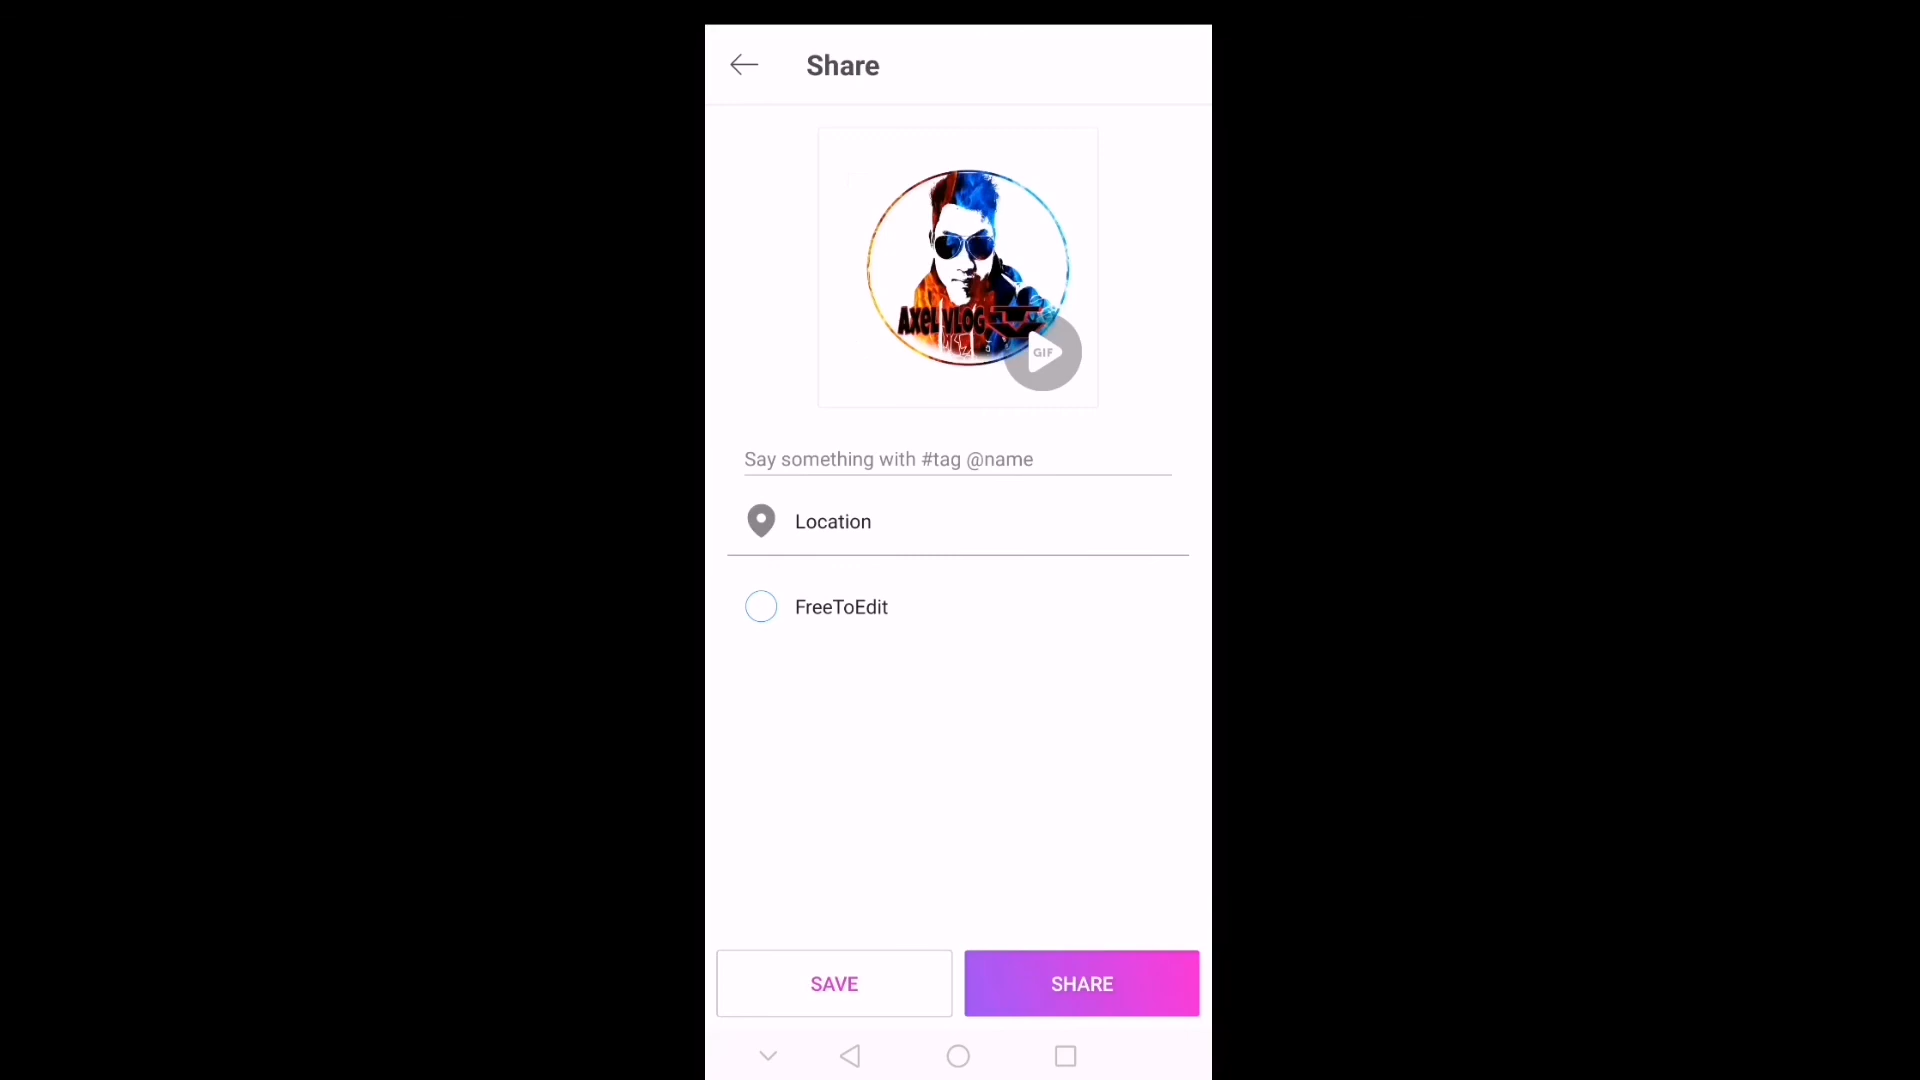 Share
AXEL VLOG
GIF
Say something with #tag @name
Location
FreeToEdit
SAVE
SHARE